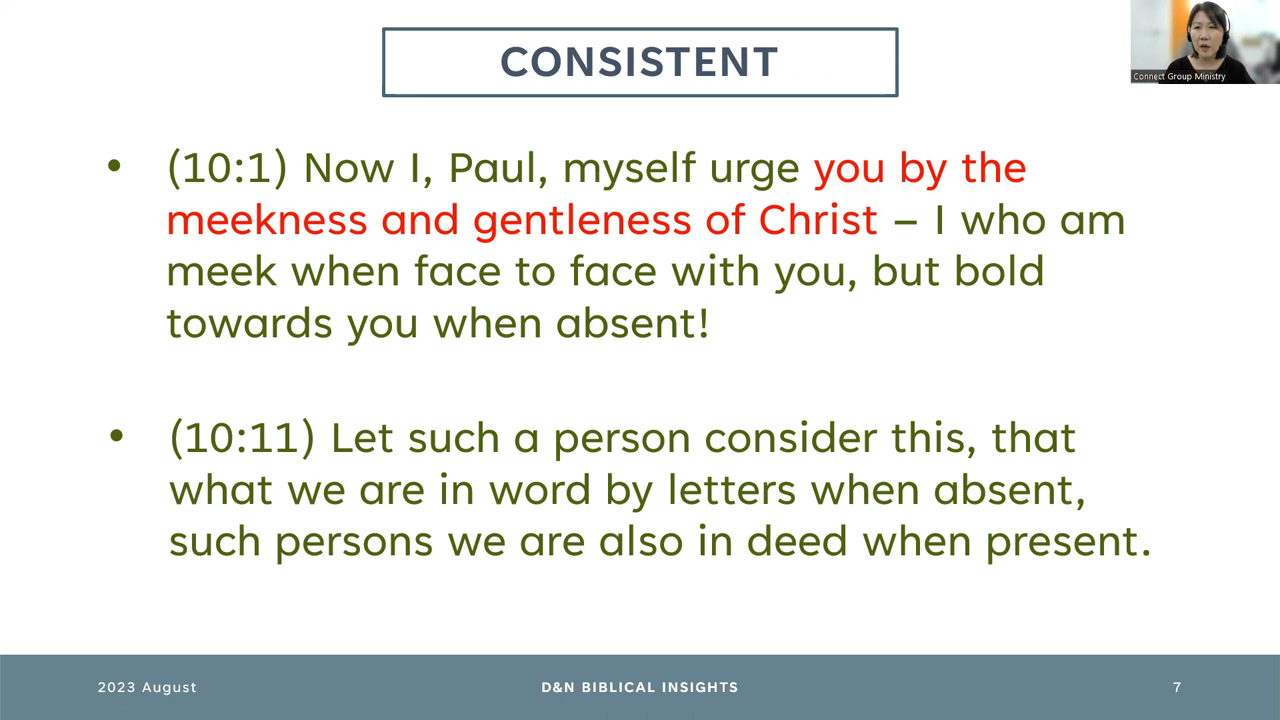 CONSISTENT
Connect Group Ministry
• (10:1) Now I, Paul, myself urge you by the
meekness and gentleness of Christ – I who am
meek when face to face with you, but bold
towards you when absent!
• (10:11) Let such a person consider this, that
what we are in word by letters when absent,
such persons we are also in deed when present.
2023 August
D&N BIBLICAL INSIGHTS
7